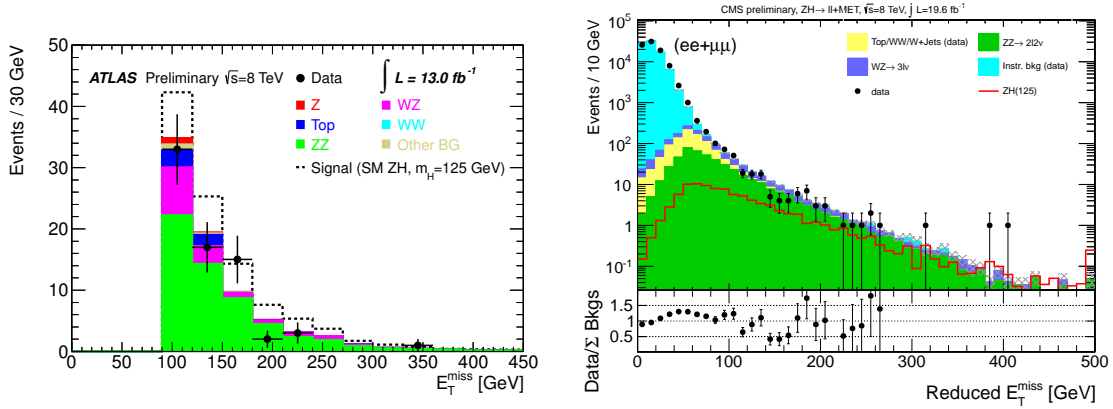 ATLAS Preliminary √s=8 TeV
Data
∫ L = 13.0 fb⁻¹
Z
WZ
Top
WW
ZZ
Other BG
Signal (SM ZH, m_H=125 GeV)
Events / 30 GeV
50
40
30
20
10
0
0 50 100 150 200 250 300 350 400 450
E_T^miss [GeV]
CMS preliminary, ZH→ ll+MET, √s=8 TeV, ∫ L=19.6 fb⁻¹
(ee+μμ)
Top/WW/W+Jets (data)
ZZ→ 2l2ν
WZ→ 3lν
Instr. bkg (data)
data
ZH(125)
Events / 10 GeV
10⁵
10⁴
10³
10²
10
1
10⁻¹
Data/Σ Bkgs
1.5
1
0.5
0 100 200 300 400 500
Reduced E_T^miss [GeV]